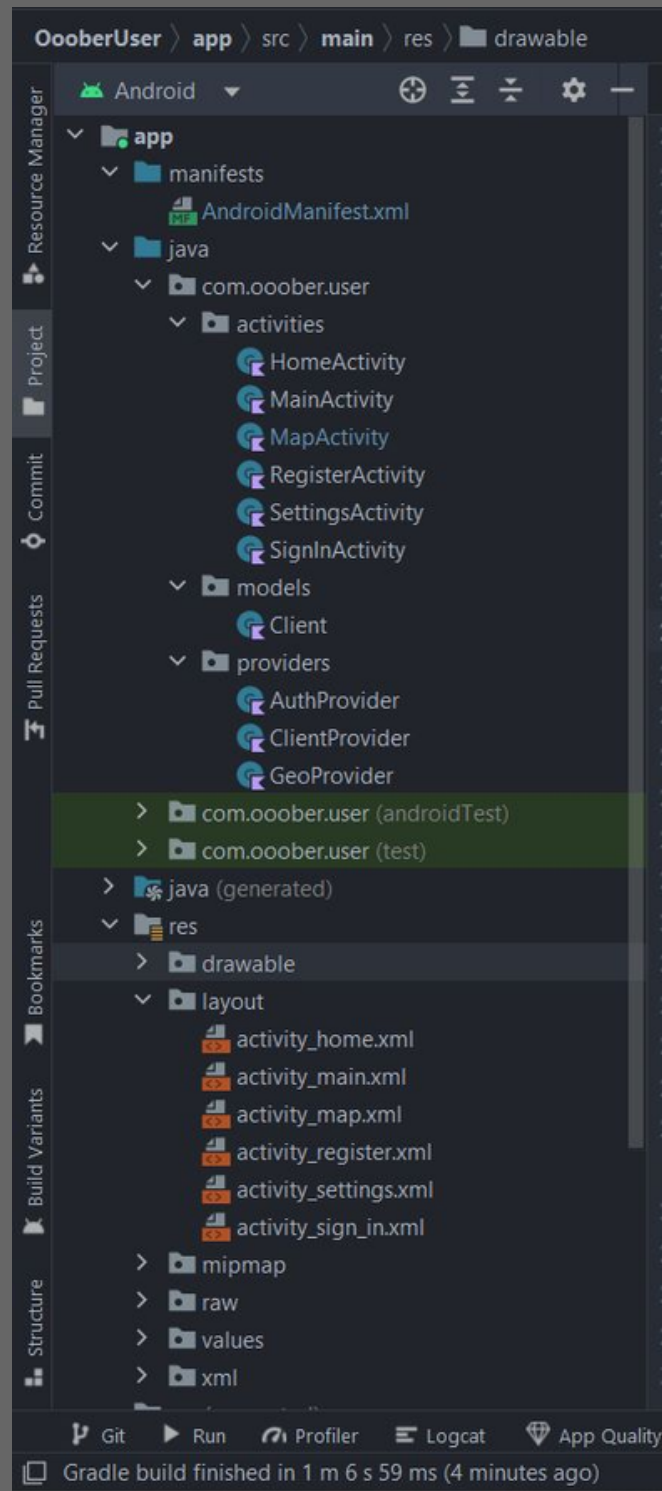 OooberUser 〉 app 〉 src 〉 main 〉 res 〉 drawable
Android
Resource Manager
Project
Commit
Pull Requests
Bookmarks
Build Variants
Structure
app
manifests
MF AndroidManifest.xml
java
com.ooober.user
activities
HomeActivity
MainActivity
MapActivity
RegisterActivity
SettingsActivity
SignInActivity
models
Client
providers
AuthProvider
ClientProvider
GeoProvider
com.ooober.user (androidTest)
com.ooober.user (test)
java (generated)
res
drawable
layout
activity_home.xml
activity_main.xml
activity_map.xml
activity_register.xml
activity_settings.xml
activity_sign_in.xml
mipmap
raw
values
xml
Git Run Profiler Logcat App Quality
Gradle build finished in 1 m 6 s 59 ms (4 minutes ago)